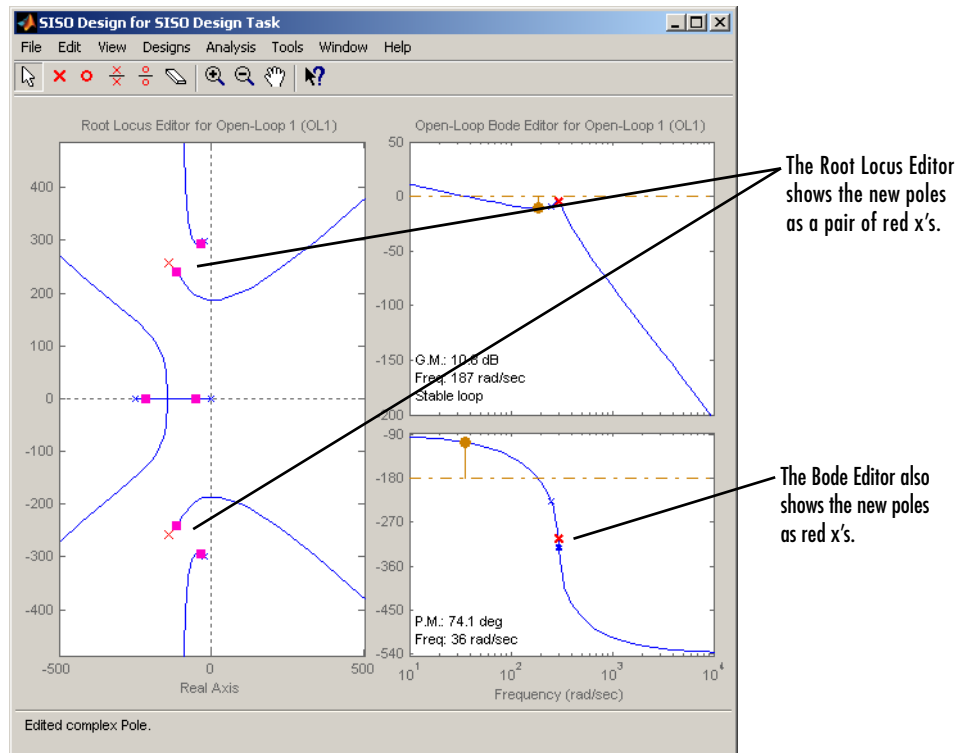 SISO Design for SISO Design Task
File Edit View Designs Analysis Tools Window Help
Root Locus Editor for Open-Loop 1 (OL1)
400
300
200
100
0
-100
-200
-300
-400
-500
0
500
Real Axis
Open-Loop Bode Editor for Open-Loop 1 (OL1)
50
0
-50
-100
-150
200
G.M.: 10.8 dB
Freq: 187 rad/sec
Stable loop
-90
-180
-270
-360
-450
-540
P.M.: 74.1 deg
Freq: 36 rad/sec
10^1
10^2
10^3
10^4
Frequency (rad/sec)
Edited complex Pole.
The Root Locus Editor
shows the new poles
as a pair of red x's.
The Bode Editor also
shows the new poles
as red x's.